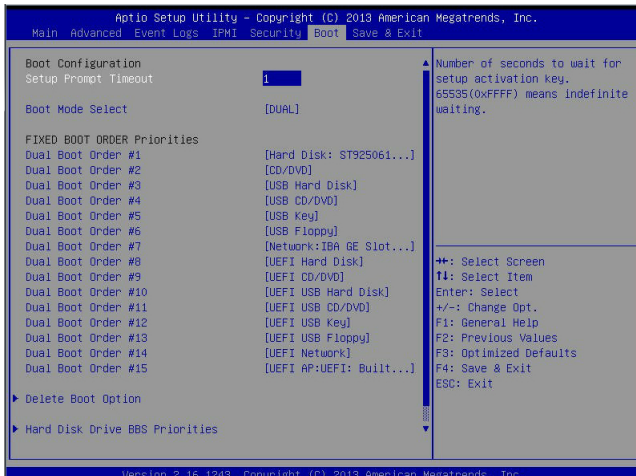 Aptio Setup Utility – Copyright (C) 2013 American Megatrends, Inc.
Main Advanced Event Logs IPMI Security Boot Save & Exit
Boot Configuration
Setup Prompt Timeout 1
Boot Mode Select [DUAL]
FIXED BOOT ORDER Priorities
Dual Boot Order #1 [Hard Disk: ST925061...]
Dual Boot Order #2 [CD/DVD]
Dual Boot Order #3 [USB Hard Disk]
Dual Boot Order #4 [USB CD/DVD]
Dual Boot Order #5 [USB Key]
Dual Boot Order #6 [USB Floppy]
Dual Boot Order #7 [Network:IBA GE Slot...]
Dual Boot Order #8 [UEFI Hard Disk]
Dual Boot Order #9 [UEFI CD/DVD]
Dual Boot Order #10 [UEFI USB Hard Disk]
Dual Boot Order #11 [UEFI USB CD/DVD]
Dual Boot Order #12 [UEFI USB Key]
Dual Boot Order #13 [UEFI USB Floppy]
Dual Boot Order #14 [UEFI Network]
Dual Boot Order #15 [UEFI AP:UEFI: Built...]
Delete Boot Option
Hard Disk Drive BBS Priorities
Number of seconds to wait for
setup activation key.
65535(0xFFFF) means indefinite
waiting.
→←: Select Screen
↑↓: Select Item
Enter: Select
+/-: Change Opt.
F1: General Help
F2: Previous Values
F3: Optimized Defaults
F4: Save & Exit
ESC: Exit
Version 2.16.1243. Copyright (C) 2013 American Megatrends, Inc.